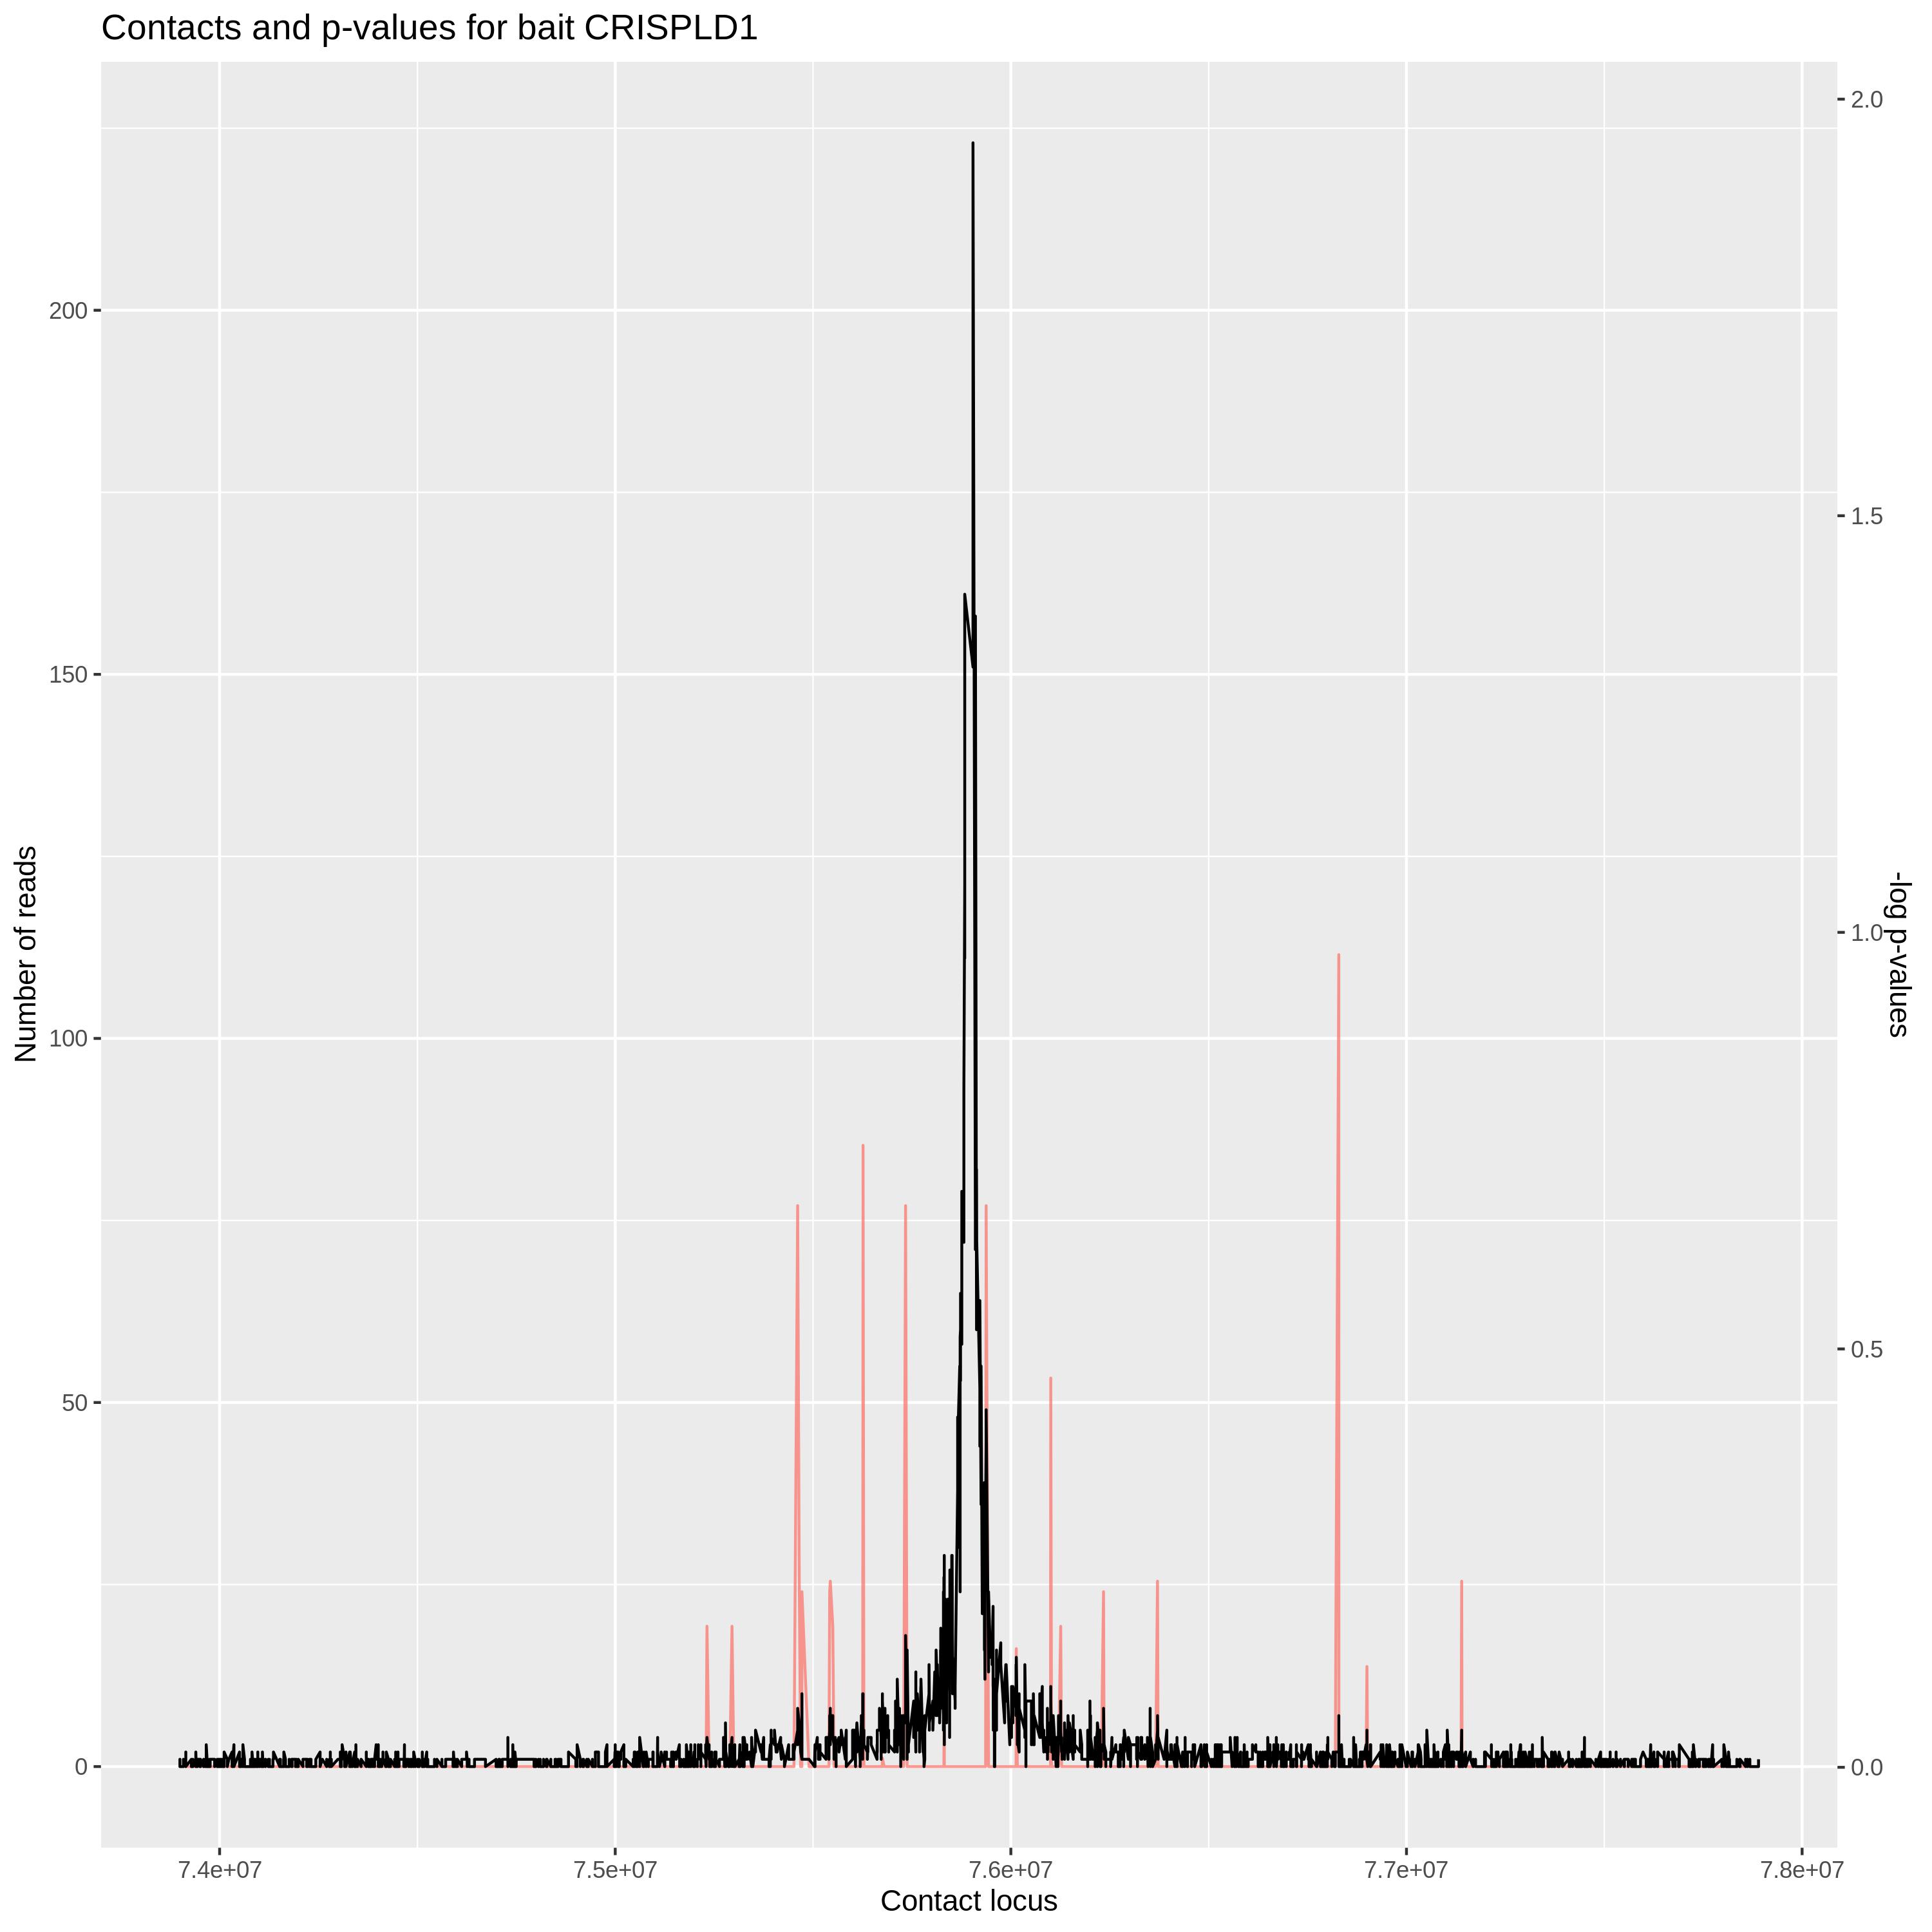 Contacts and p-values for bait CRISPLD1
Number of reads
200
150
100
50
0
2.0
1.5
1.0
0.5
0.0
-log p-values
7.4e+07 7.5e+07 7.6e+07 7.7e+07 7.8e+07
Contact locus